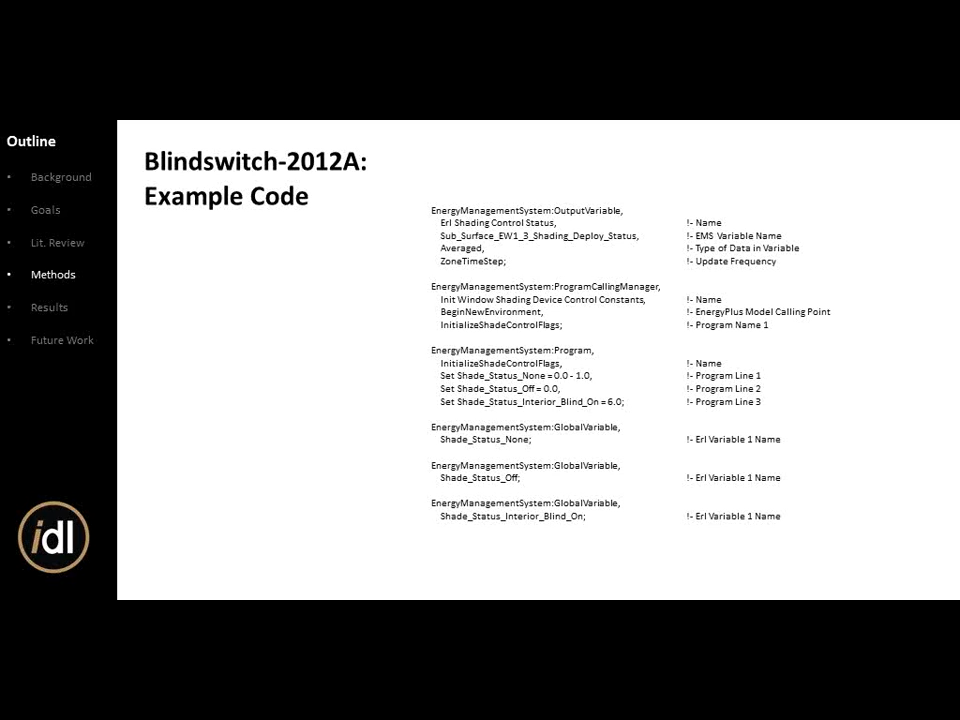 Outline
• Background
• Goals
• Lit. Review
• Methods
• Results
• Future Work
idl
Blindswitch-2012A:
Example Code
EnergyManagementSystem:OutputVariable,
Erl Shading Control Status, !- Name
Sub_Surface_EW1_3_Shading_Deploy_Status, !- EMS Variable Name
Averaged, !- Type of Data in Variable
ZoneTimeStep; !- Update Frequency
EnergyManagementSystem:ProgramCallingManager,
Init Window Shading Device Control Constants, !- Name
BeginNewEnvironment, !- EnergyPlus Model Calling Point
InitializeShadeControlFlags; !- Program Name 1
EnergyManagementSystem:Program,
InitializeShadeControlFlags, !- Name
Set Shade_Status_None = 0.0 - 1.0, !- Program Line 1
Set Shade_Status_Off = 0.0, !- Program Line 2
Set Shade_Status_Interior_Blind_On = 6.0; !- Program Line 3
EnergyManagementSystem:GlobalVariable,
Shade_Status_None; !- Erl Variable 1 Name
EnergyManagementSystem:GlobalVariable,
Shade_Status_Off; !- Erl Variable 1 Name
EnergyManagementSystem:GlobalVariable,
Shade_Status_Interior_Blind_On; !- Erl Variable 1 Name